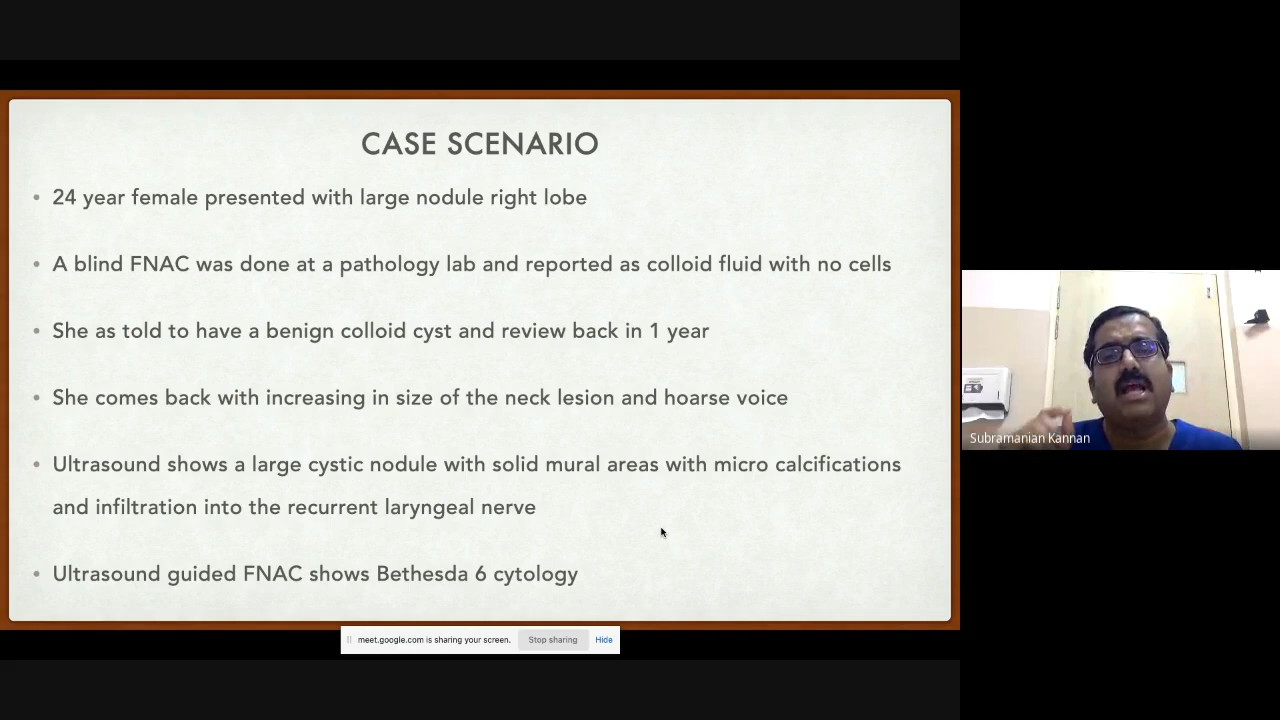 CASE SCENARIO
• 24 year female presented with large nodule right lobe
• A blind FNAC was done at a pathology lab and reported as colloid fluid with no cells
• She as told to have a benign colloid cyst and review back in 1 year
• She comes back with increasing in size of the neck lesion and hoarse voice
• Ultrasound shows a large cystic nodule with solid mural areas with micro calcifications
and infiltration into the recurrent laryngeal nerve
• Ultrasound guided FNAC shows Bethesda 6 cytology
meet.google.com is sharing your screen. Stop sharing Hide
Subramanian Kannan